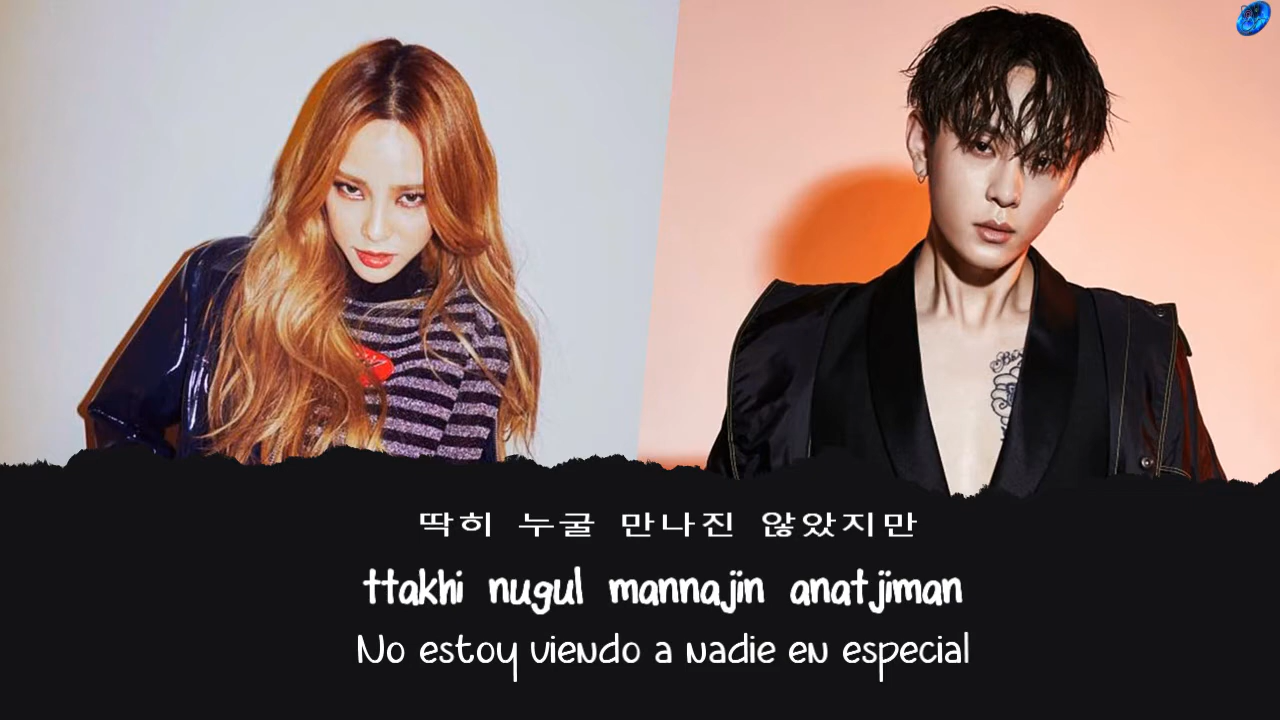 딱히 누굴 만나진 않았지만
ttakhi nugul mannajin anatjiman
No estoy viendo a nadie en especial